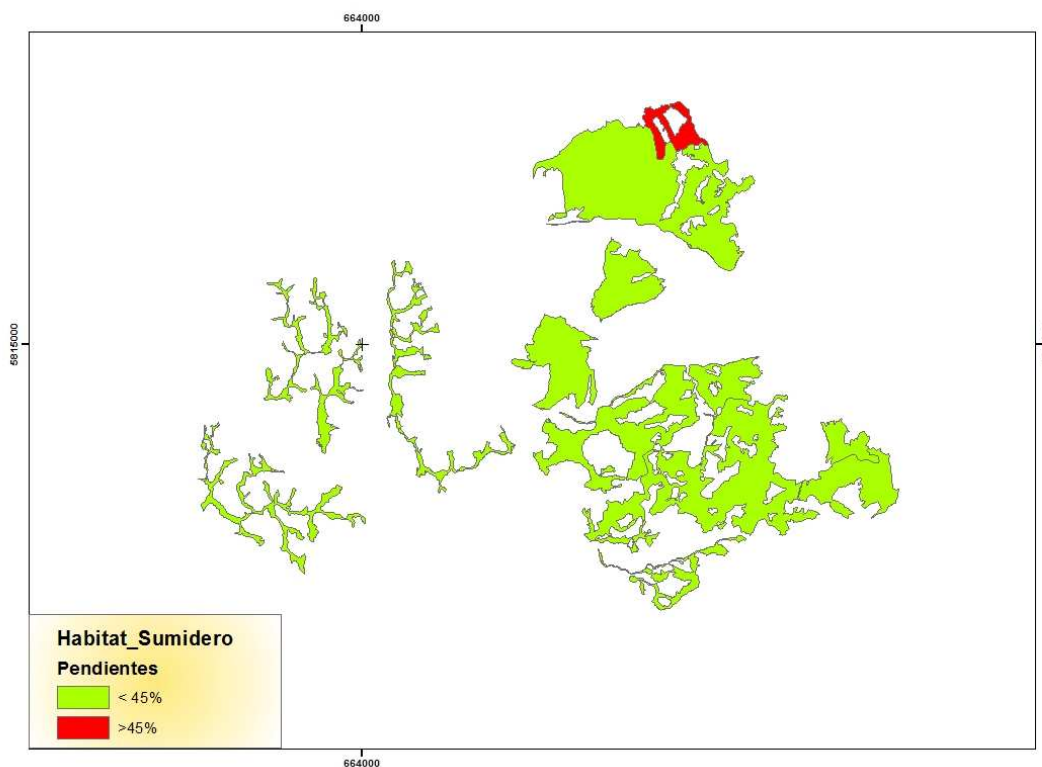 664000
5815000
Habitat_Sumidero
Pendientes
< 45%
>45%
664000